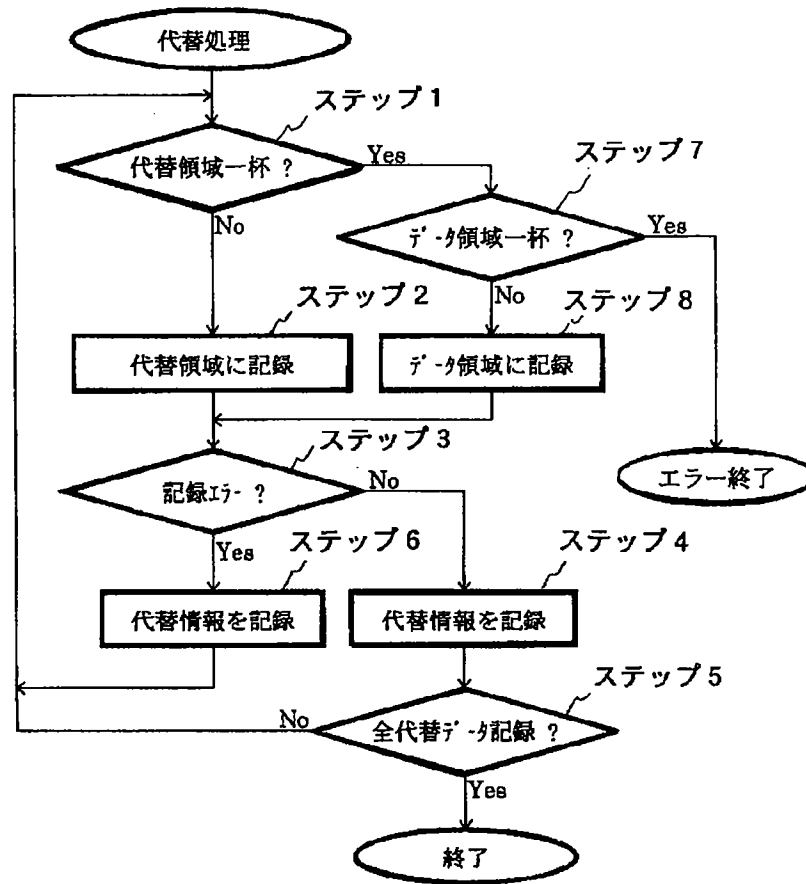 代替処理
ステップ1
代替領域一杯 ?
Yes
ステップ7
No
データ領域一杯 ?
Yes
ステップ2
No
ステップ8
代替領域に記録
データ領域に記録
ステップ3
記録エラー ?
No
エラー終了
Yes
ステップ6
ステップ4
代替情報を記録
代替情報を記録
ステップ5
No
全代替データ記録 ?
Yes
終了